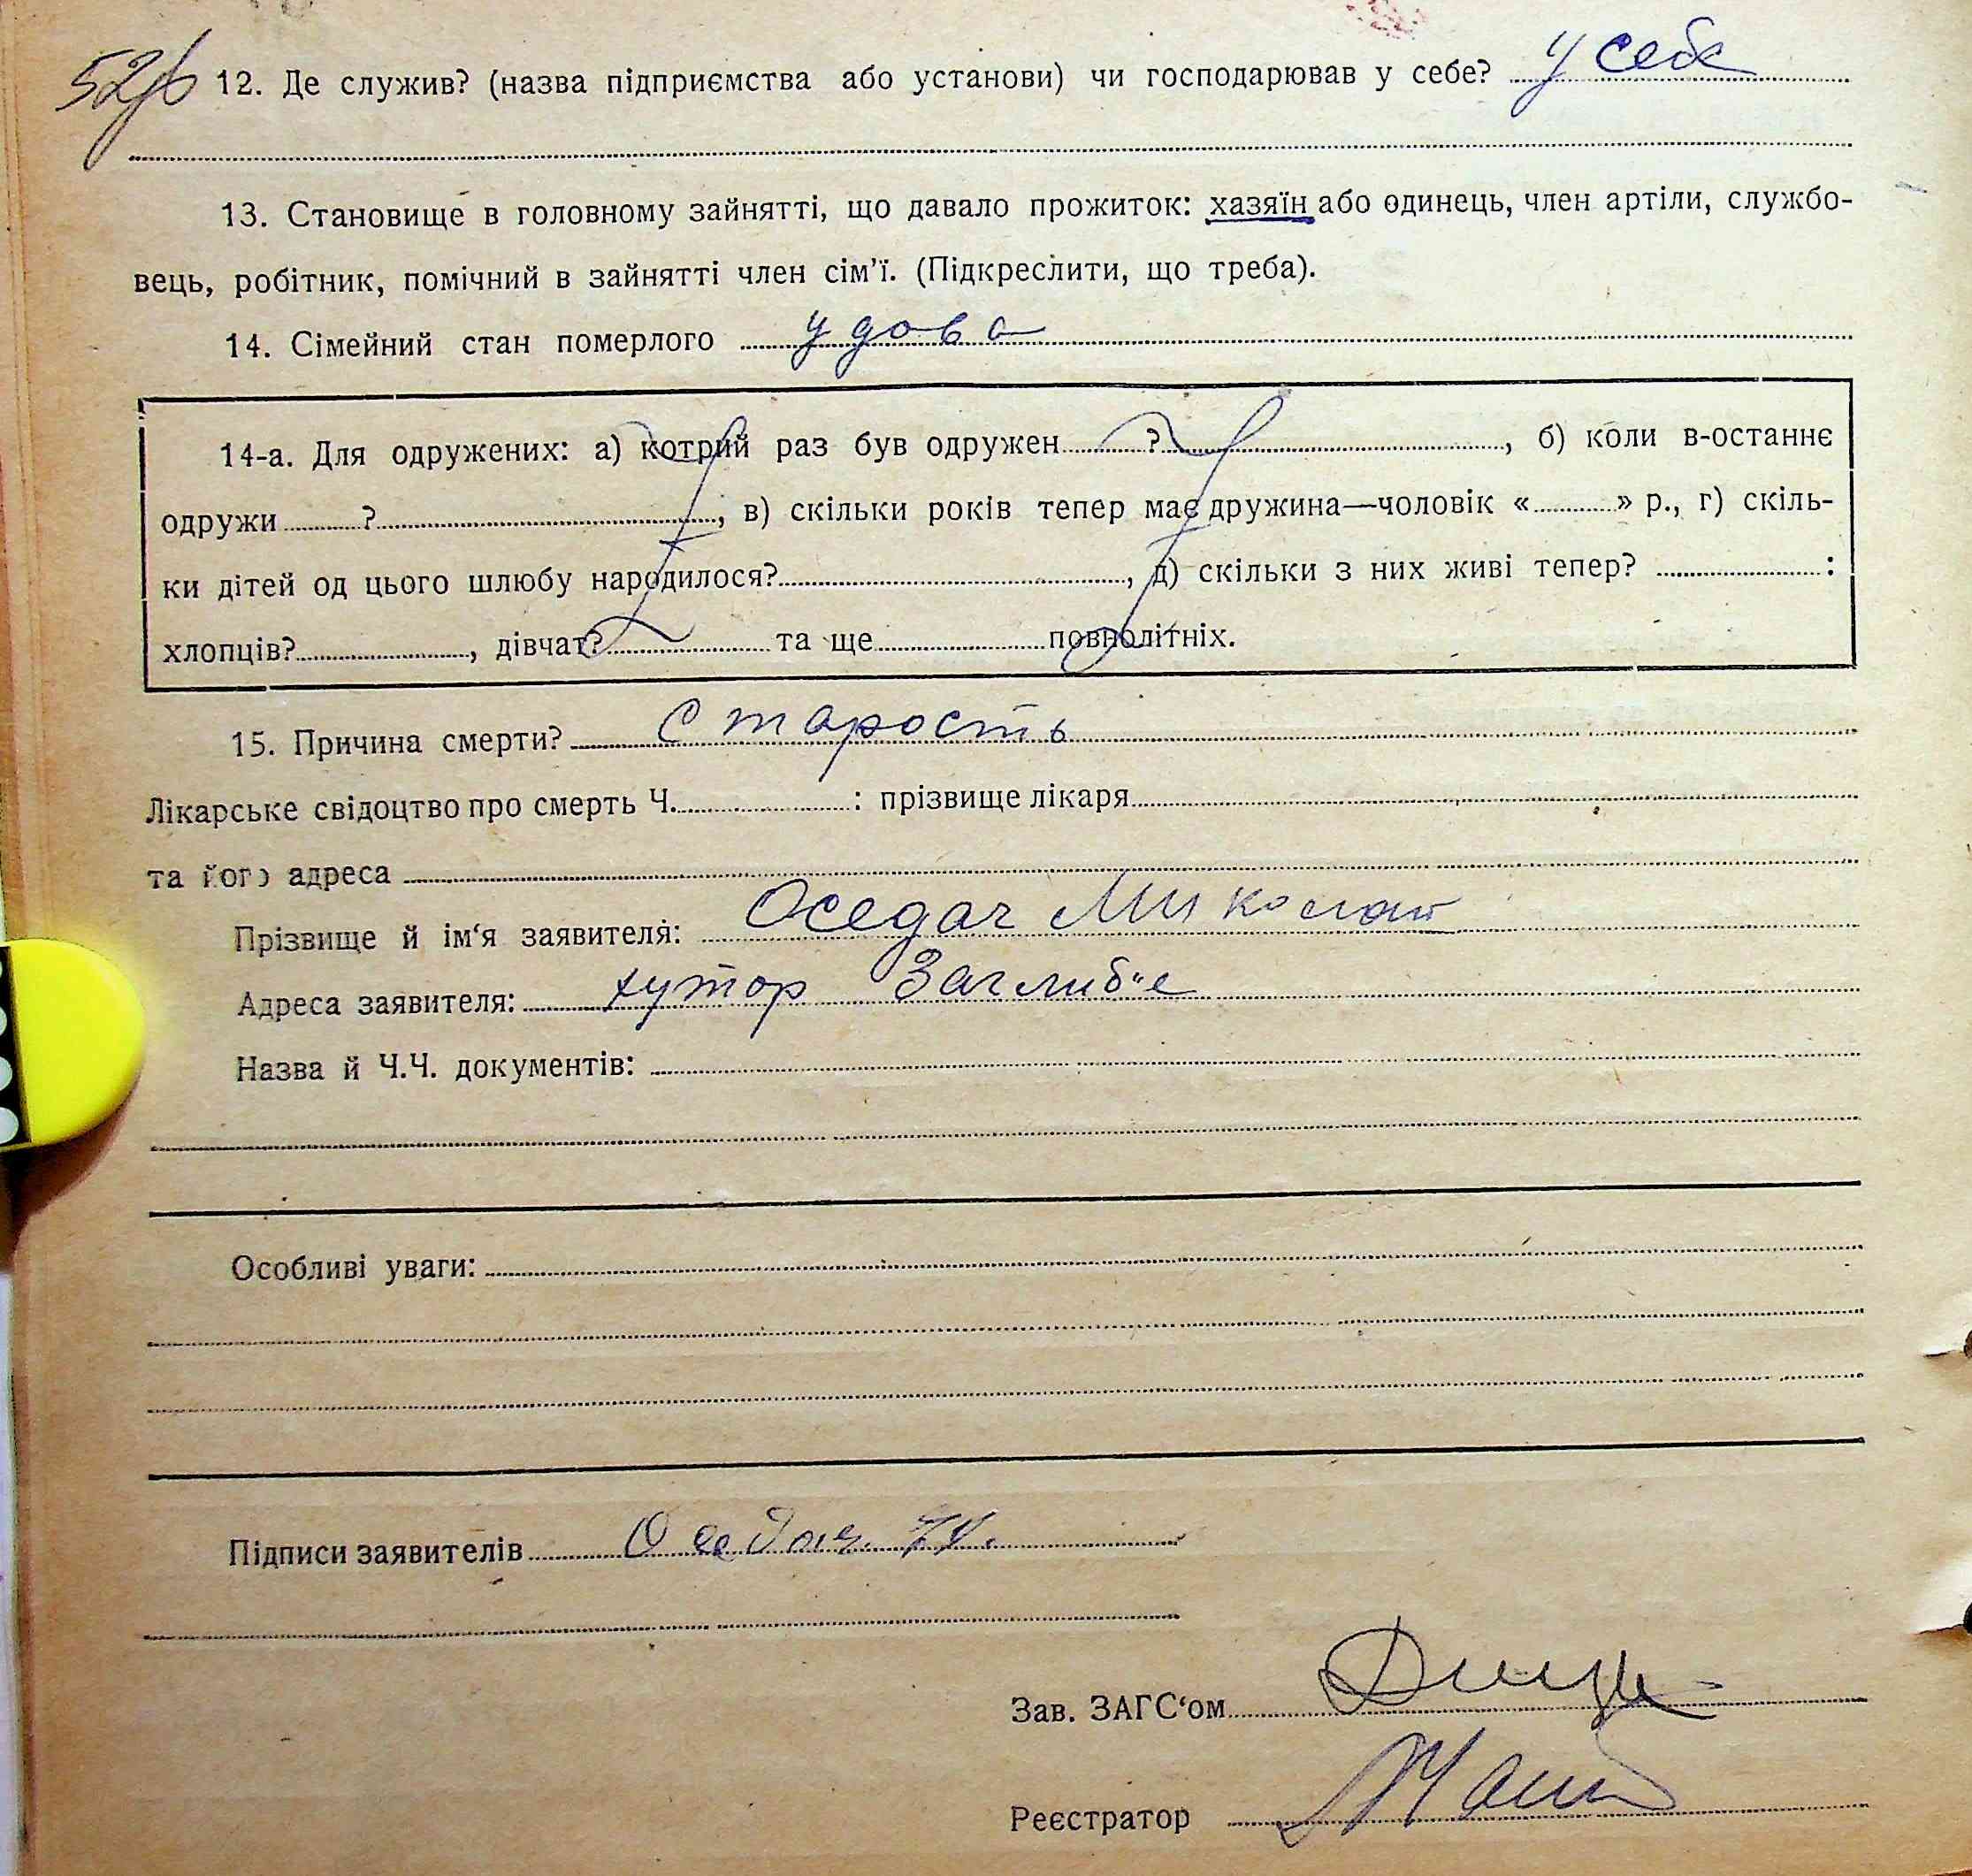 12. Де служив? (назва підприємства або установи) чи господарював у себе? у себе
13. Становище в головному зайнятті, що давало прожиток: хазяїн або одинець, член артіли, службо-
вець, робітник, помічний в зайнятті член сім'ї. (Підкреслити, що треба).
14. Сімейний стан померлого удова
14-а. Для одружених: а) котрий раз був одружен ? , б) коли в-останнє
одружи ? , в) скільки років тепер має дружина—чоловік « » р., г) скіль-
ки дітей од цього шлюбу народилося? , д) скільки з них живі тепер? :
хлопців? , дівчат? та ще повнолітніх.
15. Причина смерти? Старость
Лікарське свідоцтво про смерть Ч. : прізвище лікаря
та його адреса
Прізвище й ім'я заявителя: Оседач Миколай
Адреса заявителя: хутор
Назва й Ч.Ч. документів:
Особливі уваги:
Підписи заявителів Оседач
Зав. ЗАГС'ом
Реєстратор